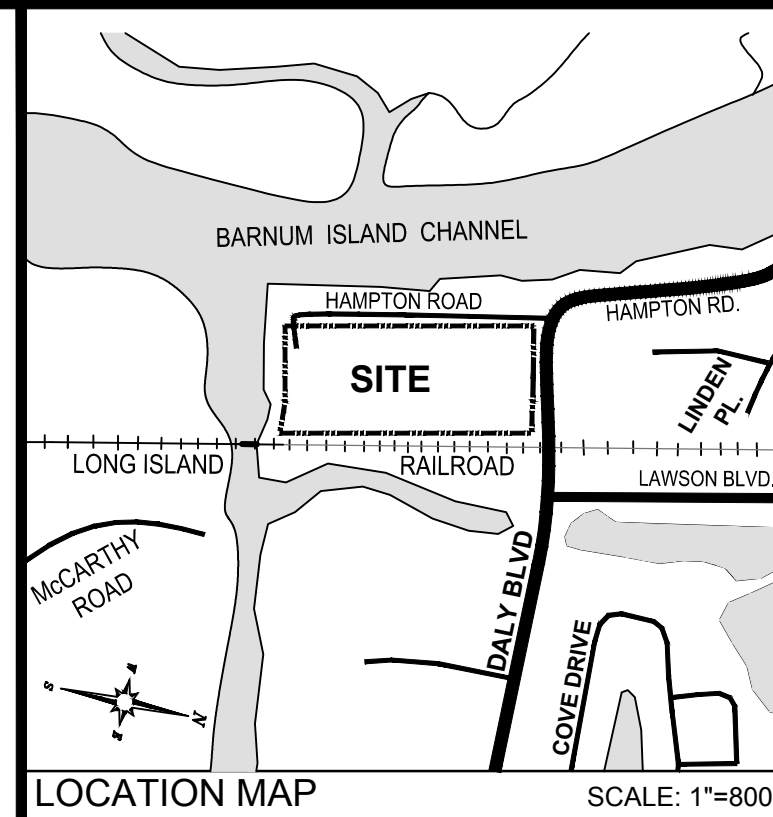 BARNUM ISLAND CHANNEL
HAMPTON ROAD
HAMPTON RD.
SITE
LINDEN
PL.
LONG ISLAND
RAILROAD
LAWSON BLVD.
McCARTHY
ROAD
DALY BLVD
COVE DRIVE
S
N
LOCATION MAP
SCALE: 1"=800